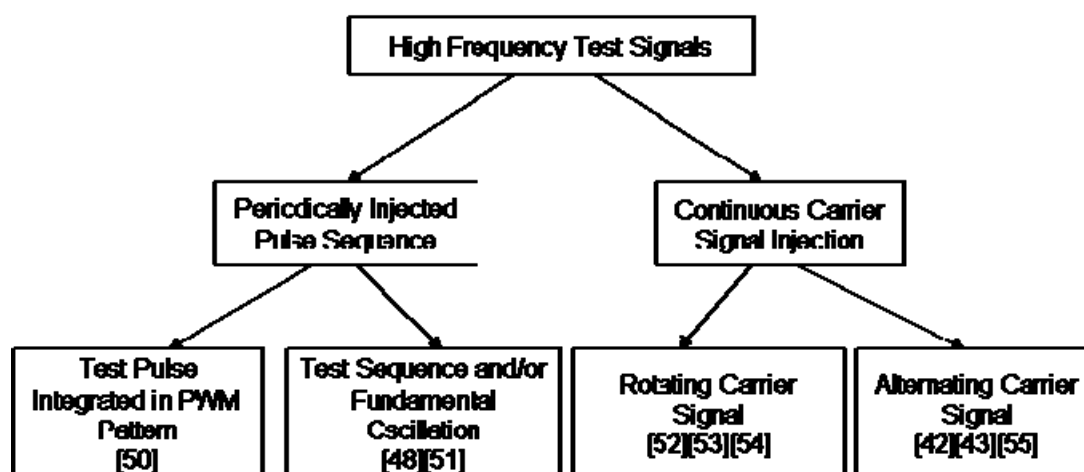 High Frequency Test Signals
Periodically Injected
Pulse Sequence
Continuous Carrier
Signal Injection
Test Pulse
Integrated in PWM
Pattern
[50]
Test Sequence and/or
Fundamental
Oscillation
[48][51]
Rotating Carrier
Signal
[52][53][54]
Alternating Carrier
Signal
[42][43][55]